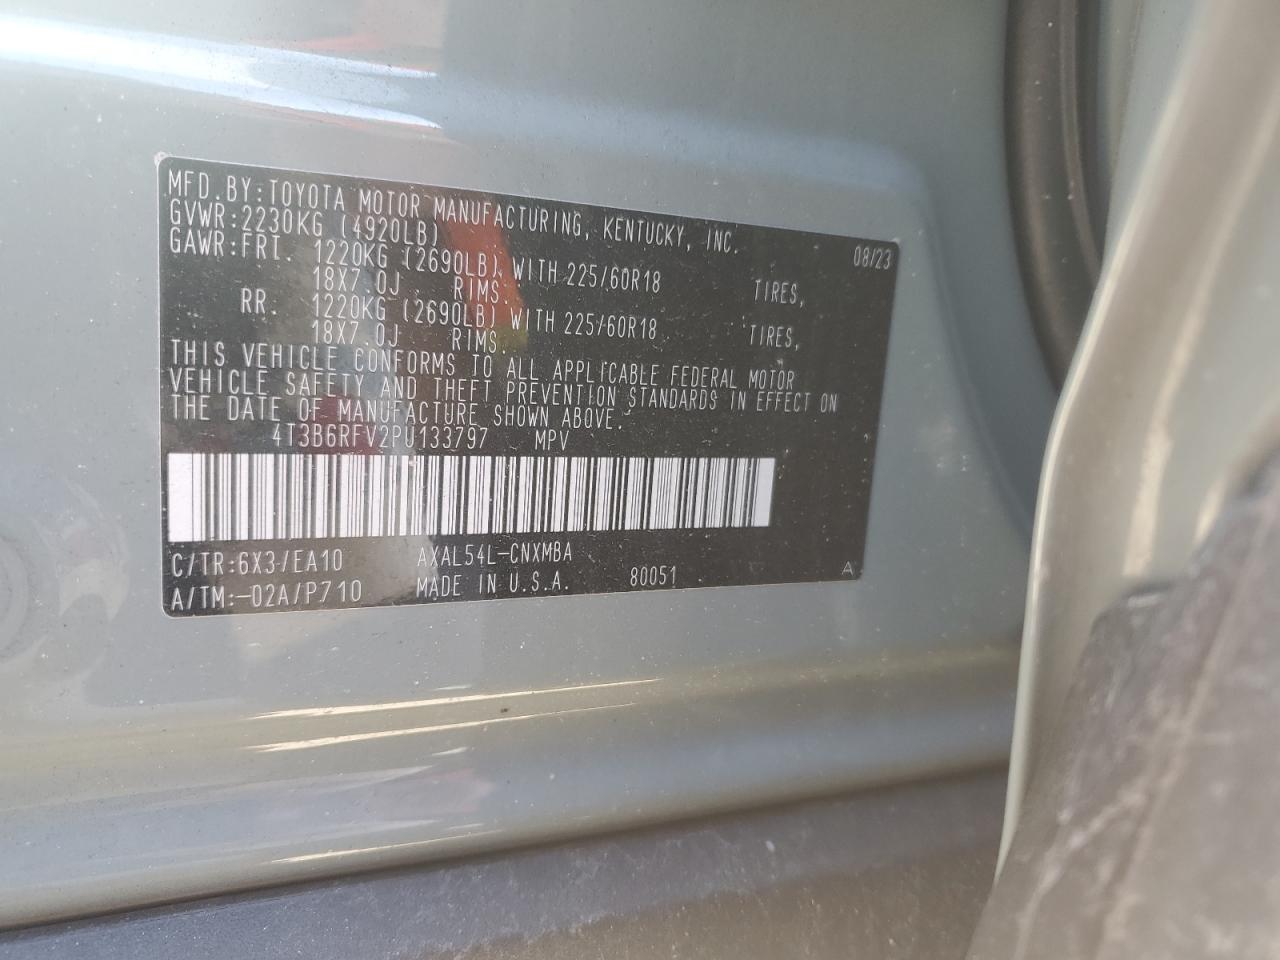 MFD.BY:TOYOTA MOTOR MANUFACTURING, KENTUCKY, INC.
GVWR:2230KG (4920LB) 08/23
GAWR:FRT. 1220KG (2690LB) WITH 225/60R18 TIRES,
18X7.0J RIMS.
RR. 1220KG (2690LB) WITH 225/60R18 TIRES,
18X7.0J RIMS.
THIS VEHICLE CONFORMS TO ALL APPLICABLE FEDERAL MOTOR
VEHICLE SAFETY AND THEFT PREVENTION STANDARDS IN EFFECT ON
THE DATE OF MANUFACTURE SHOWN ABOVE.
4T3B6RFV2PU133797 MPV
C/TR:6X3/EA10 AXAL54L-CNXMBA
A/TM:-02A/P710 MADE IN U.S.A. 80051 A